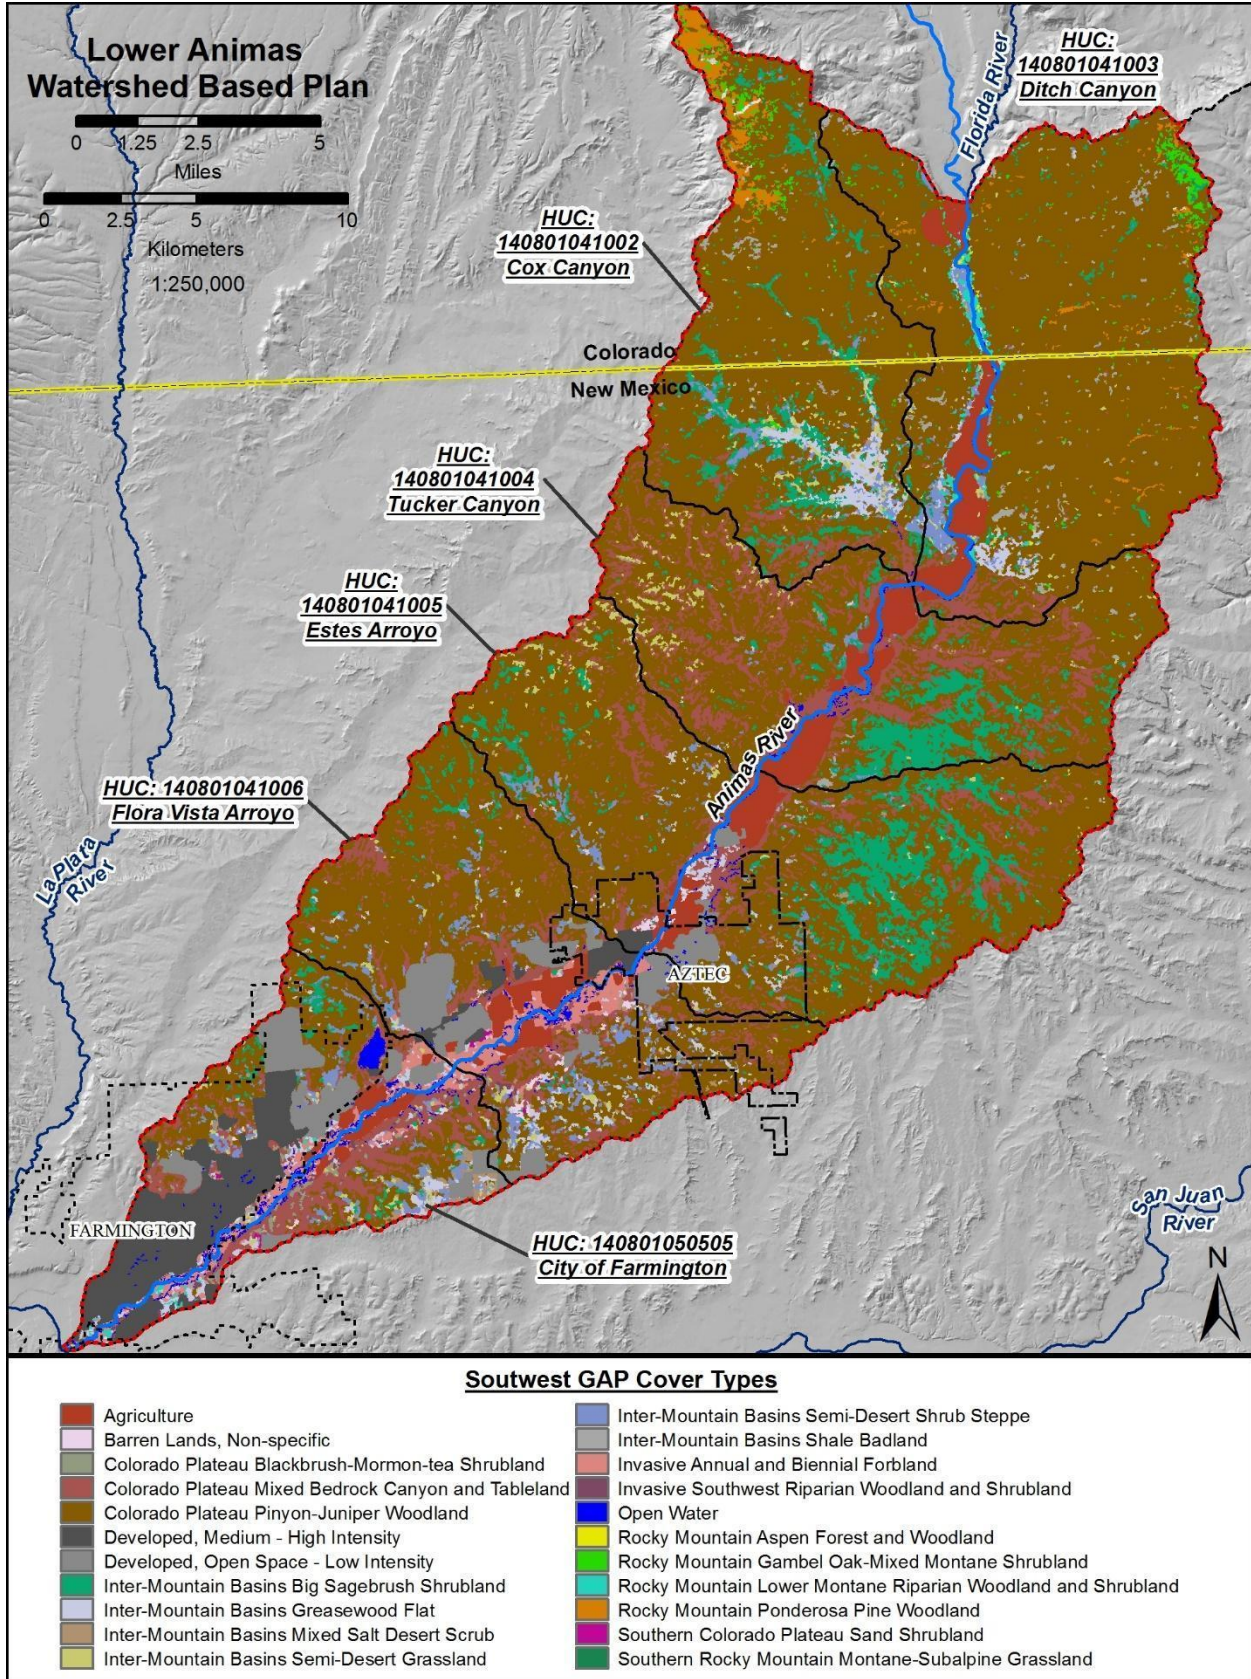 Lower Animas
Watershed Based Plan
0 1.25 2.5 5
Miles
0 2.5 5 10
Kilometers
1:250,000
HUC:
140801041003
Ditch Canyon
Florida River
HUC:
140801041002
Cox Canyon
Colorado
New Mexico
HUC:
140801041004
Tucker Canyon
HUC:
140801041005
Estes Arroyo
Animas River
HUC: 140801041006
Flora Vista Arroyo
La Plata
River
AZTEC
FARMINGTON
San Juan
River
HUC: 140801050505
City of Farmington
N
Soutwest GAP Cover Types
Agriculture
Barren Lands, Non-specific
Colorado Plateau Blackbrush-Mormon-tea Shrubland
Colorado Plateau Mixed Bedrock Canyon and Tableland
Colorado Plateau Pinyon-Juniper Woodland
Developed, Medium - High Intensity
Developed, Open Space - Low Intensity
Inter-Mountain Basins Big Sagebrush Shrubland
Inter-Mountain Basins Greasewood Flat
Inter-Mountain Basins Mixed Salt Desert Scrub
Inter-Mountain Basins Semi-Desert Grassland
Inter-Mountain Basins Semi-Desert Shrub Steppe
Inter-Mountain Basins Shale Badland
Invasive Annual and Biennial Forbland
Invasive Southwest Riparian Woodland and Shrubland
Open Water
Rocky Mountain Aspen Forest and Woodland
Rocky Mountain Gambel Oak-Mixed Montane Shrubland
Rocky Mountain Lower Montane Riparian Woodland and Shrubland
Rocky Mountain Ponderosa Pine Woodland
Southern Colorado Plateau Sand Shrubland
Southern Rocky Mountain Montane-Subalpine Grassland